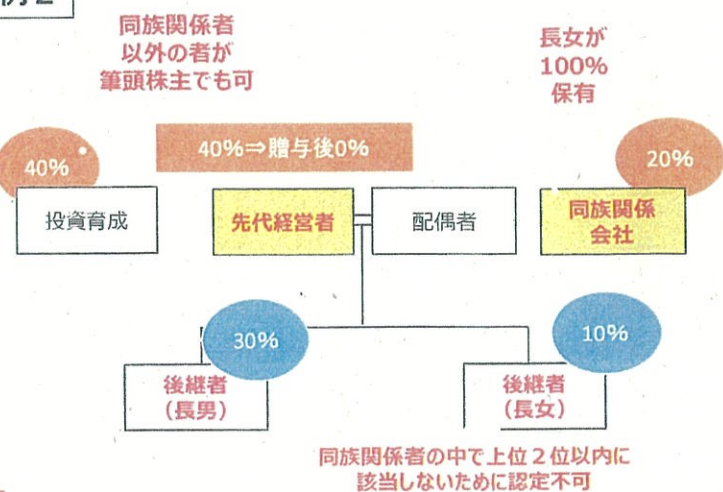 例2
同族関係者
以外の者が
筆頭株主でも可
長女が
100%
保有
40%
40%⇒贈与後0%
20%
投資育成
先代経営者
配偶者
同族関係
会社
30%
10%
後継者
(長男)
後継者
(長女)
同族関係者の中で上位2位以内に
該当しないために認定不可